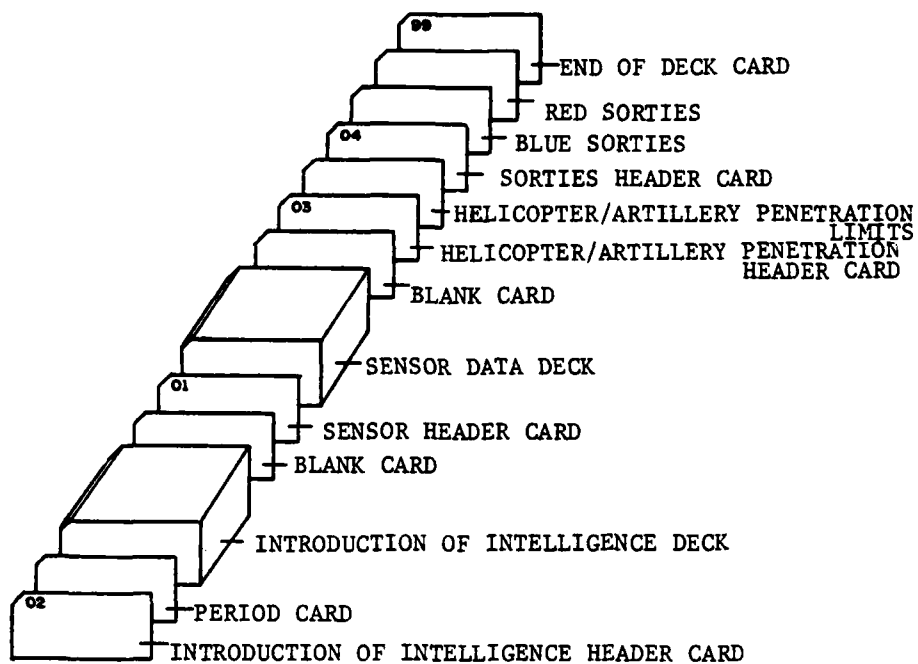 99
END OF DECK CARD
RED SORTIES
BLUE SORTIES
04
SORTIES HEADER CARD
HELICOPTER/ARTILLERY PENETRATION
LIMITS
03
HELICOPTER/ARTILLERY PENETRATION
HEADER CARD
BLANK CARD
SENSOR DATA DECK
01
SENSOR HEADER CARD
BLANK CARD
INTRODUCTION OF INTELLIGENCE DECK
PERIOD CARD
02
INTRODUCTION OF INTELLIGENCE HEADER CARD